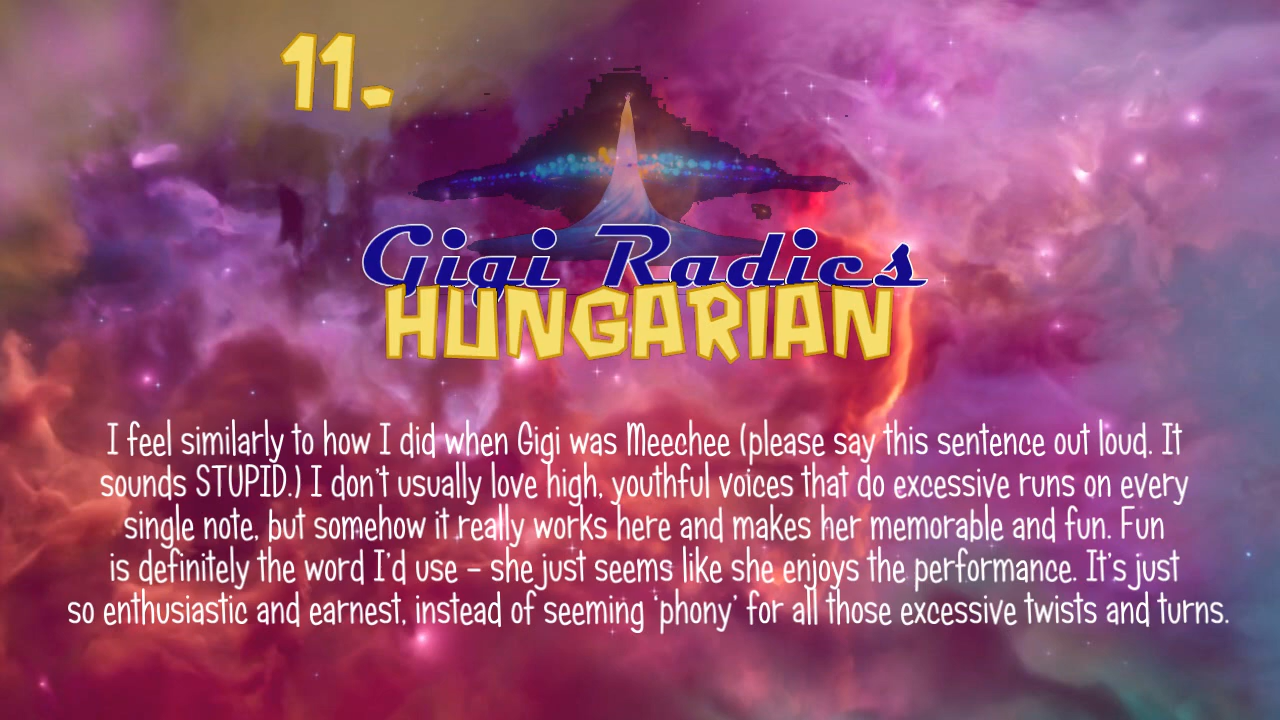 11.
Gigi Radics
HUNGARIAN
I feel similarly to how I did when Gigi was Meechee (please say this sentence out loud. It
sounds STUPID.) I don't usually love high, youthful voices that do excessive runs on every
single note, but somehow it really works here and makes her memorable and fun. Fun
is definitely the word I'd use – she just seems like she enjoys the performance. It's just
so enthusiastic and earnest, instead of seeming 'phony' for all those excessive twists and turns.